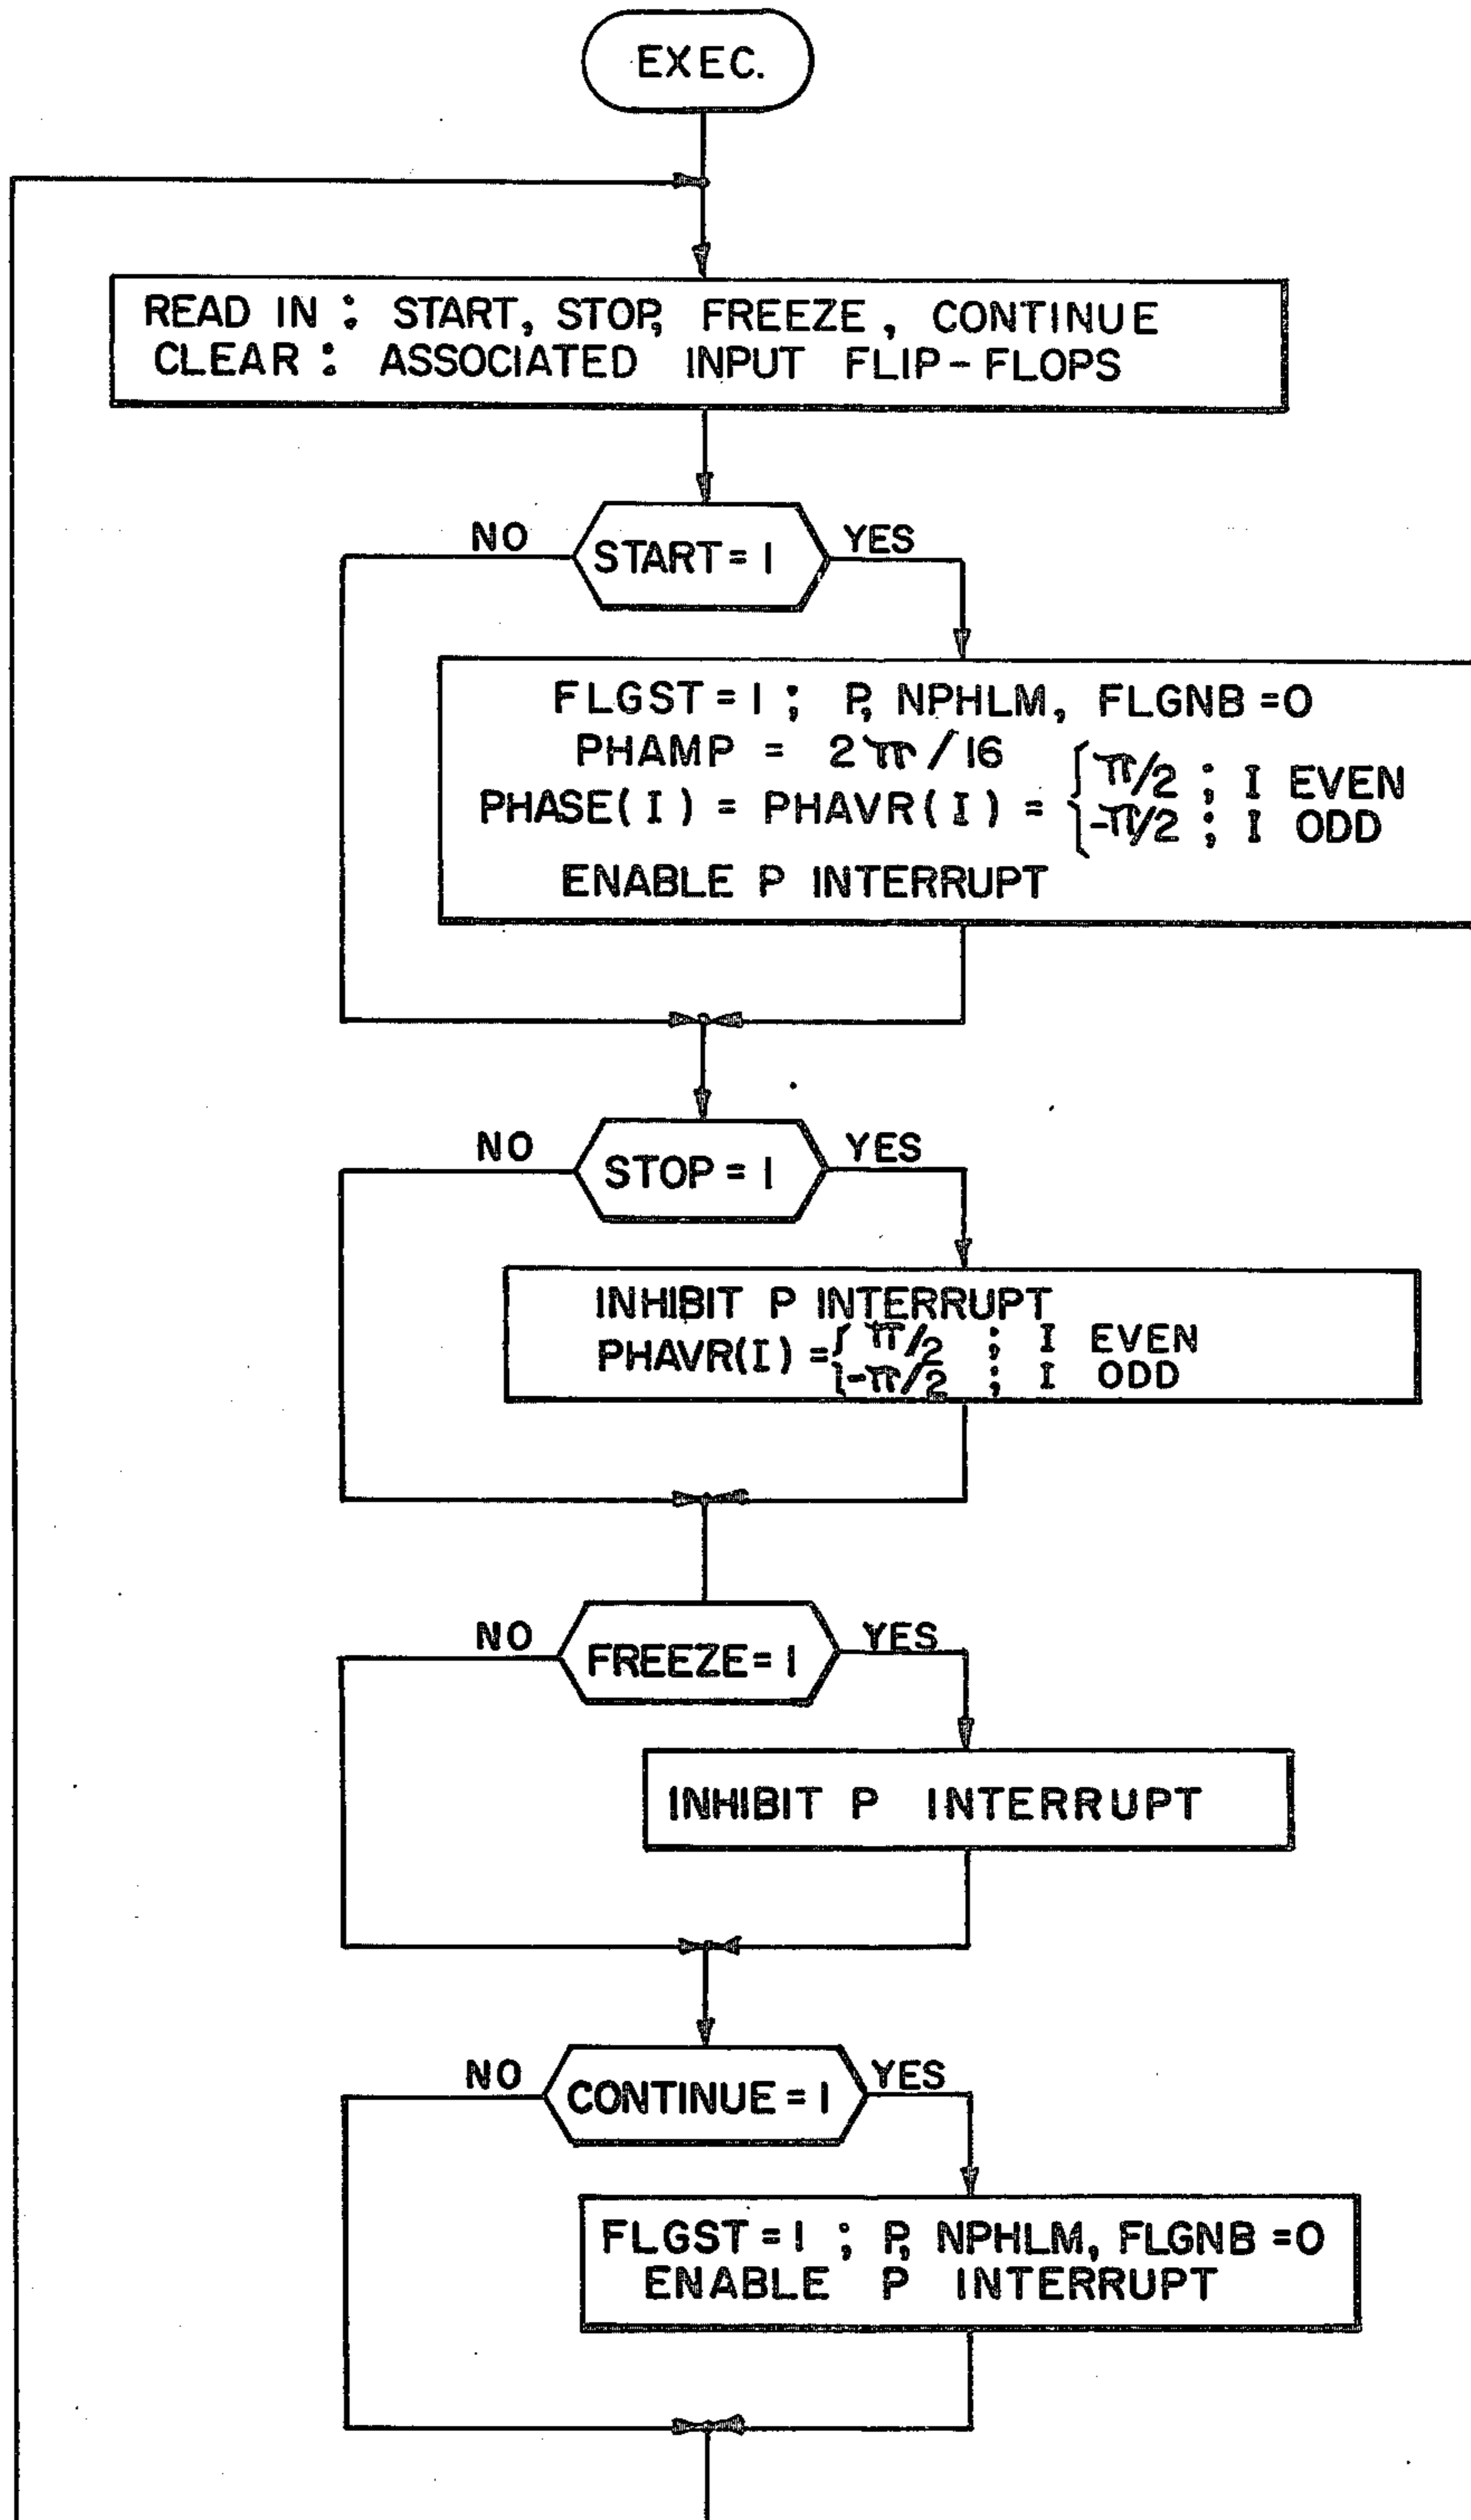 EXEC.
READ IN : START, STOP, FREEZE, CONTINUE
CLEAR : ASSOCIATED INPUT FLIP-FLOPS
NO
YES
START = 1
FLGST = 1 ; P, NPHLM, FLGNB = 0
PHAMP = 2π/16
PHASE(I) = PHAVR(I) = { π/2 ; I EVEN
{ -π/2 ; I ODD
ENABLE P INTERRUPT
NO
YES
STOP = 1
INHIBIT P INTERRUPT
PHAVR(I) = { π/2 ; I EVEN
{ -π/2 ; I ODD
NO
YES
FREEZE = 1
INHIBIT P INTERRUPT
NO
YES
CONTINUE = 1
FLGST = 1 ; P, NPHLM, FLGNB = 0
ENABLE P INTERRUPT